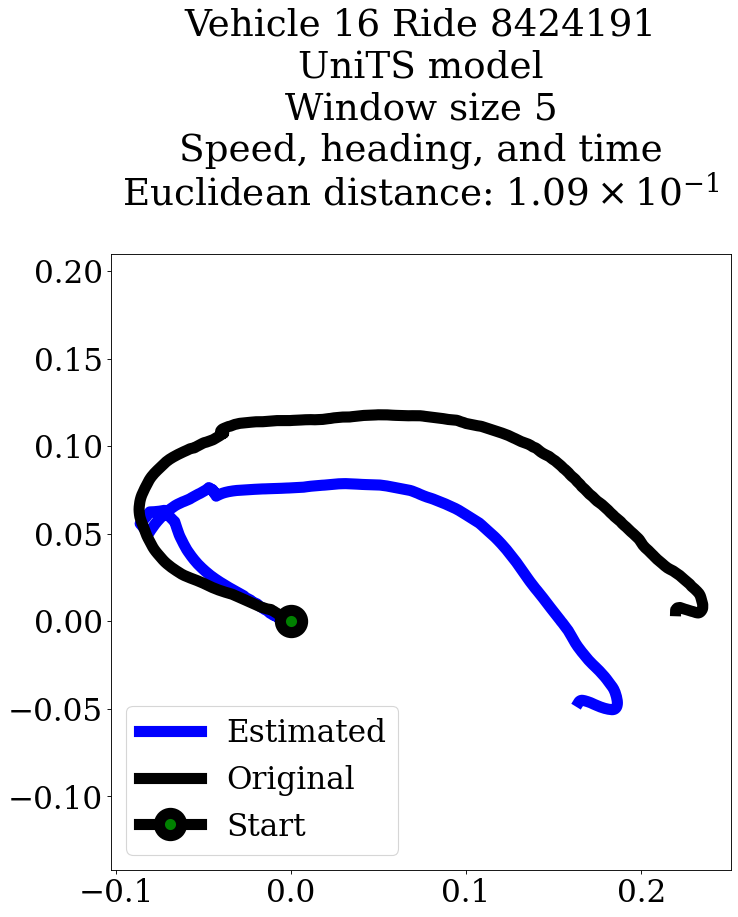 Vehicle 16 Ride 8424191
UniTS model
Window size 5
Speed, heading, and time
Euclidean distance: 1.09 × 10⁻¹
0.20
0.15
0.10
0.05
0.00
−0.05
−0.10
Estimated
Original
Start
−0.1
0.0
0.1
0.2